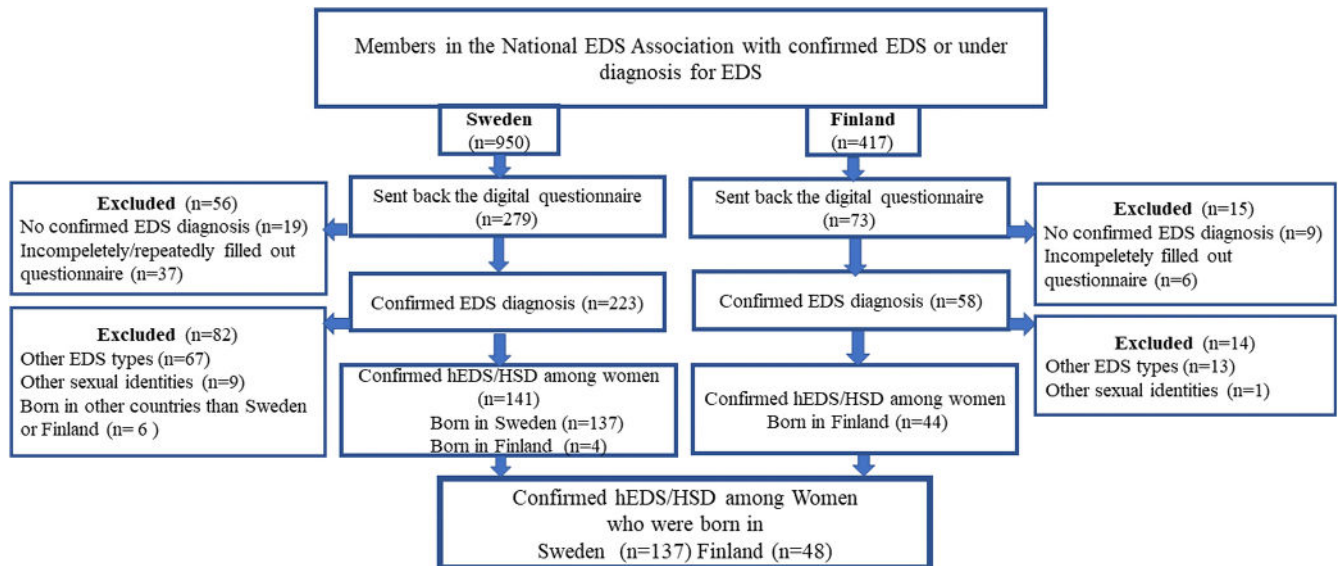 Members in the National EDS Association with confirmed EDS or under
diagnosis for EDS
Sweden
(n=950)
Finland
(n=417)
Sent back the digital questionnaire
(n=279)
Sent back the digital questionnaire
(n=73)
Excluded (n=56)
No confirmed EDS diagnosis (n=19)
Incompeletely/repeatedly filled out
questionnaire (n=37)
Excluded (n=15)
No confirmed EDS diagnosis (n=9)
Incompeletely filled out
questionnaire
(n=6)
Confirmed EDS diagnosis (n=223)
Confirmed EDS diagnosis (n=58)
Excluded (n=82)
Other EDS types (n=67)
Other sexual identities (n=9)
Born in other countries than Sweden
or Finland (n= 6 )
Excluded (n=14)
Other EDS types (n=13)
Other sexual identities (n=1)
Confirmed hEDS/HSD among women
(n=141)
Born in Sweden (n=137)
Born in Finland (n=4)
Confirmed hEDS/HSD among women
Born in Finland (n=44)
Confirmed hEDS/HSD among Women
who were born in
Sweden (n=137) Finland (n=48)